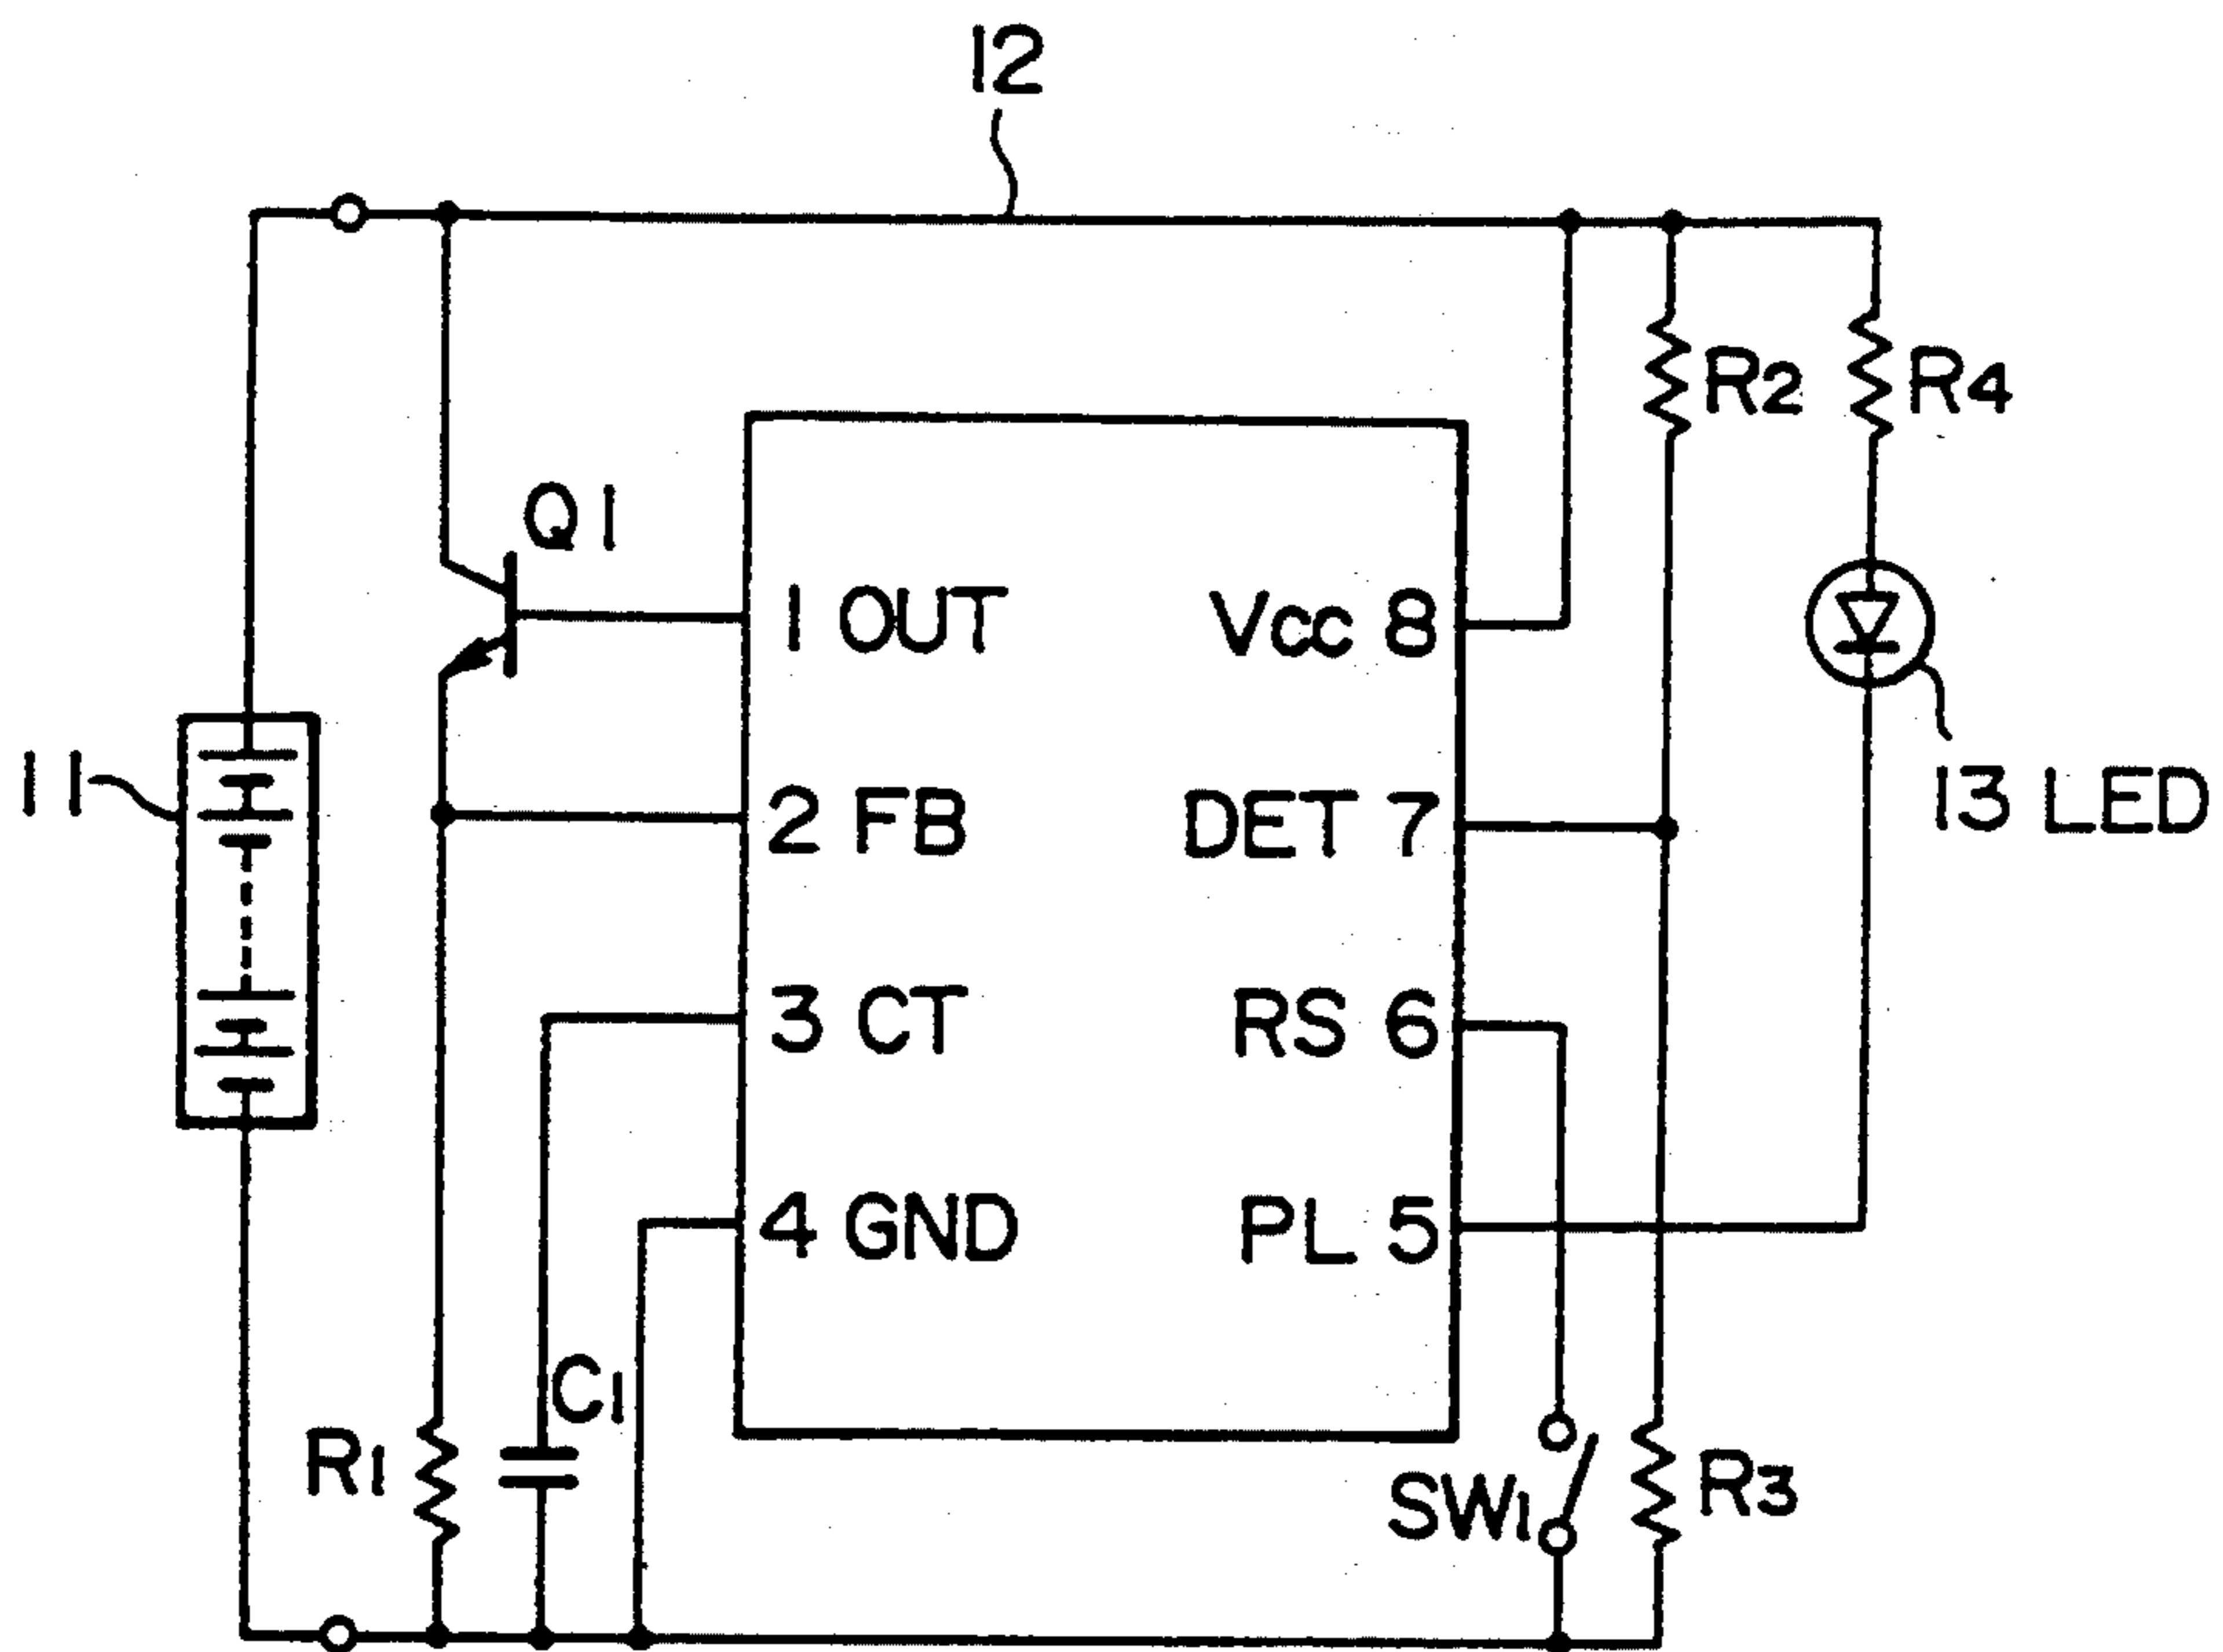 12
R2
R4
Q1
1 OUT
Vcc 8
11
2 FB
DET 7
13 LED
3 CT
RS 6
4 GND
PL 5
C1
R1
SW1
R3